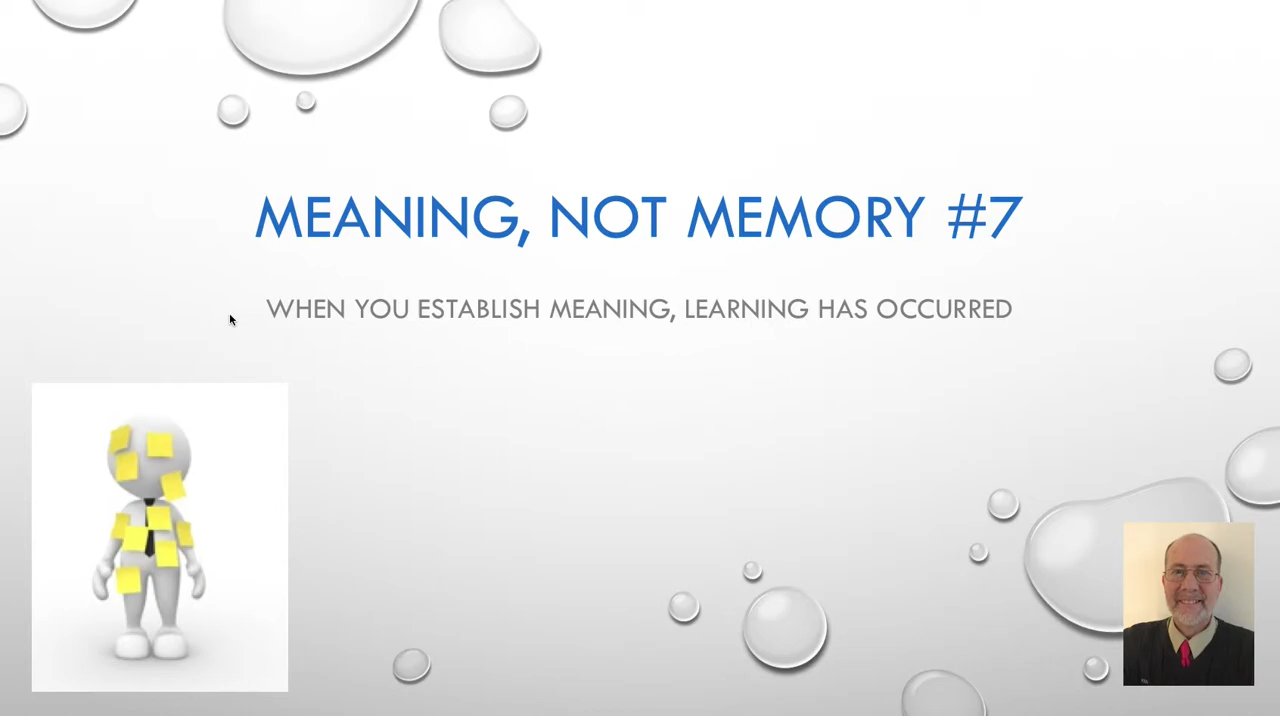 MEANING, NOT MEMORY #7
WHEN YOU ESTABLISH MEANING, LEARNING HAS OCCURRED